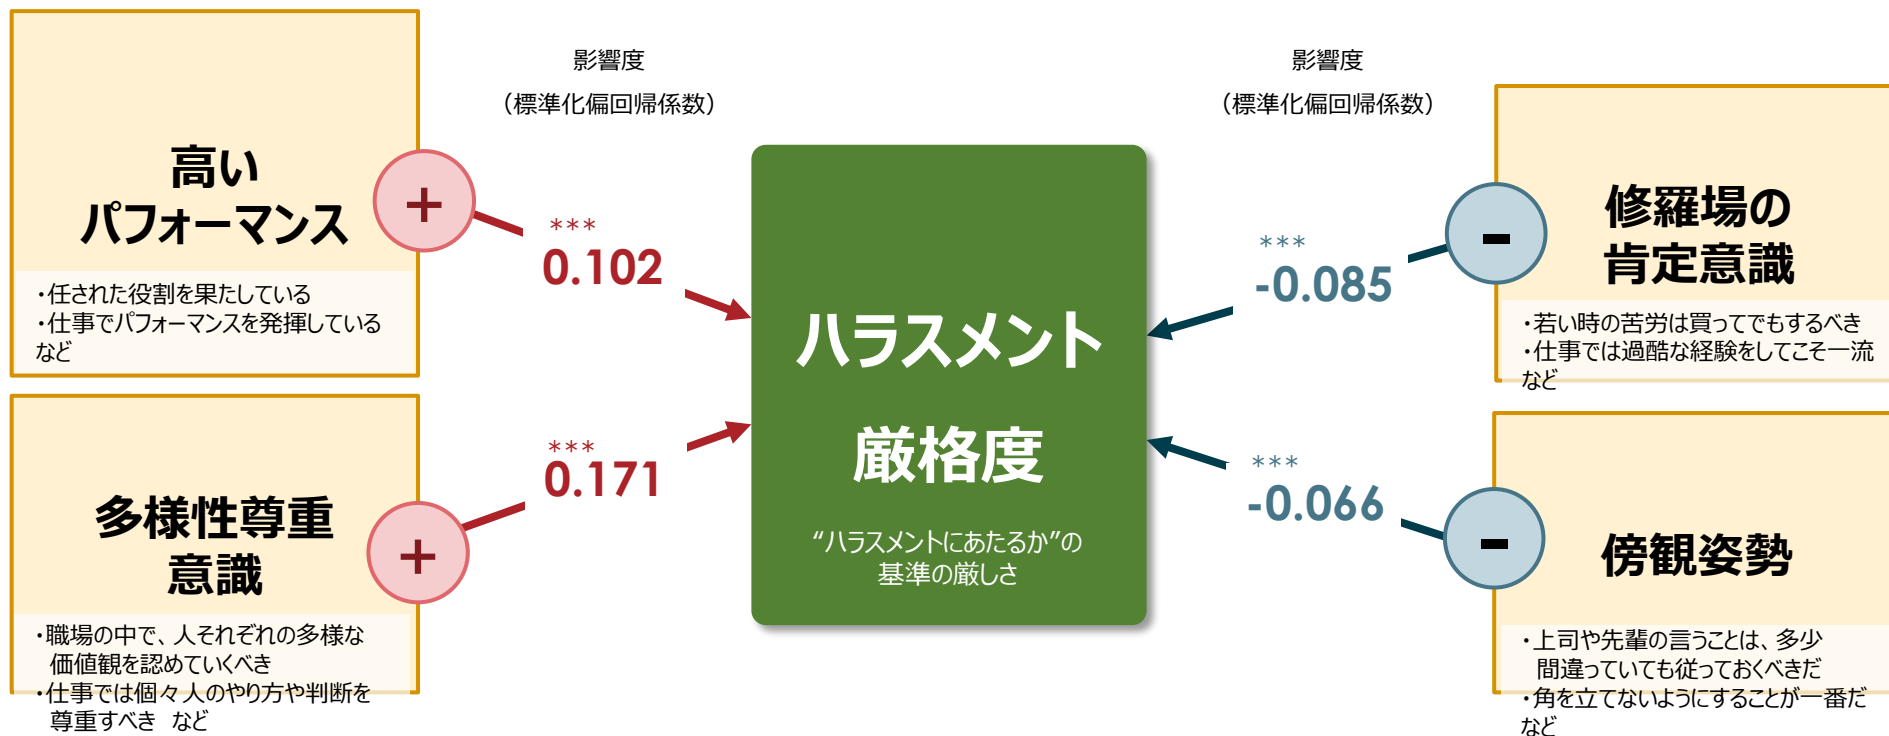 高い
パフォーマンス
+
・任された役割を果たしている
・仕事でパフォーマンスを発揮している
など
多様性尊重
意識
+
・職場の中で、人それぞれの多様な
価値観を認めていくべき
・仕事では個々人のやり方や判断を
尊重すべき など
影響度
（標準化偏回帰係数）
***
0.102
***
0.171
ハラスメント
厳格度
“ハラスメントにあたるか”の
基準の厳しさ
影響度
（標準化偏回帰係数）
***
-0.085
***
-0.066
-
修羅場の
肯定意識
・若い時の苦労は買ってでもするべき
・仕事では過酷な経験をしてこそ一流
など
-
傍観姿勢
・上司や先輩の言うことは、多少
間違っていても従っておくべきだ
・角を立てないようにすることが一番だ
など